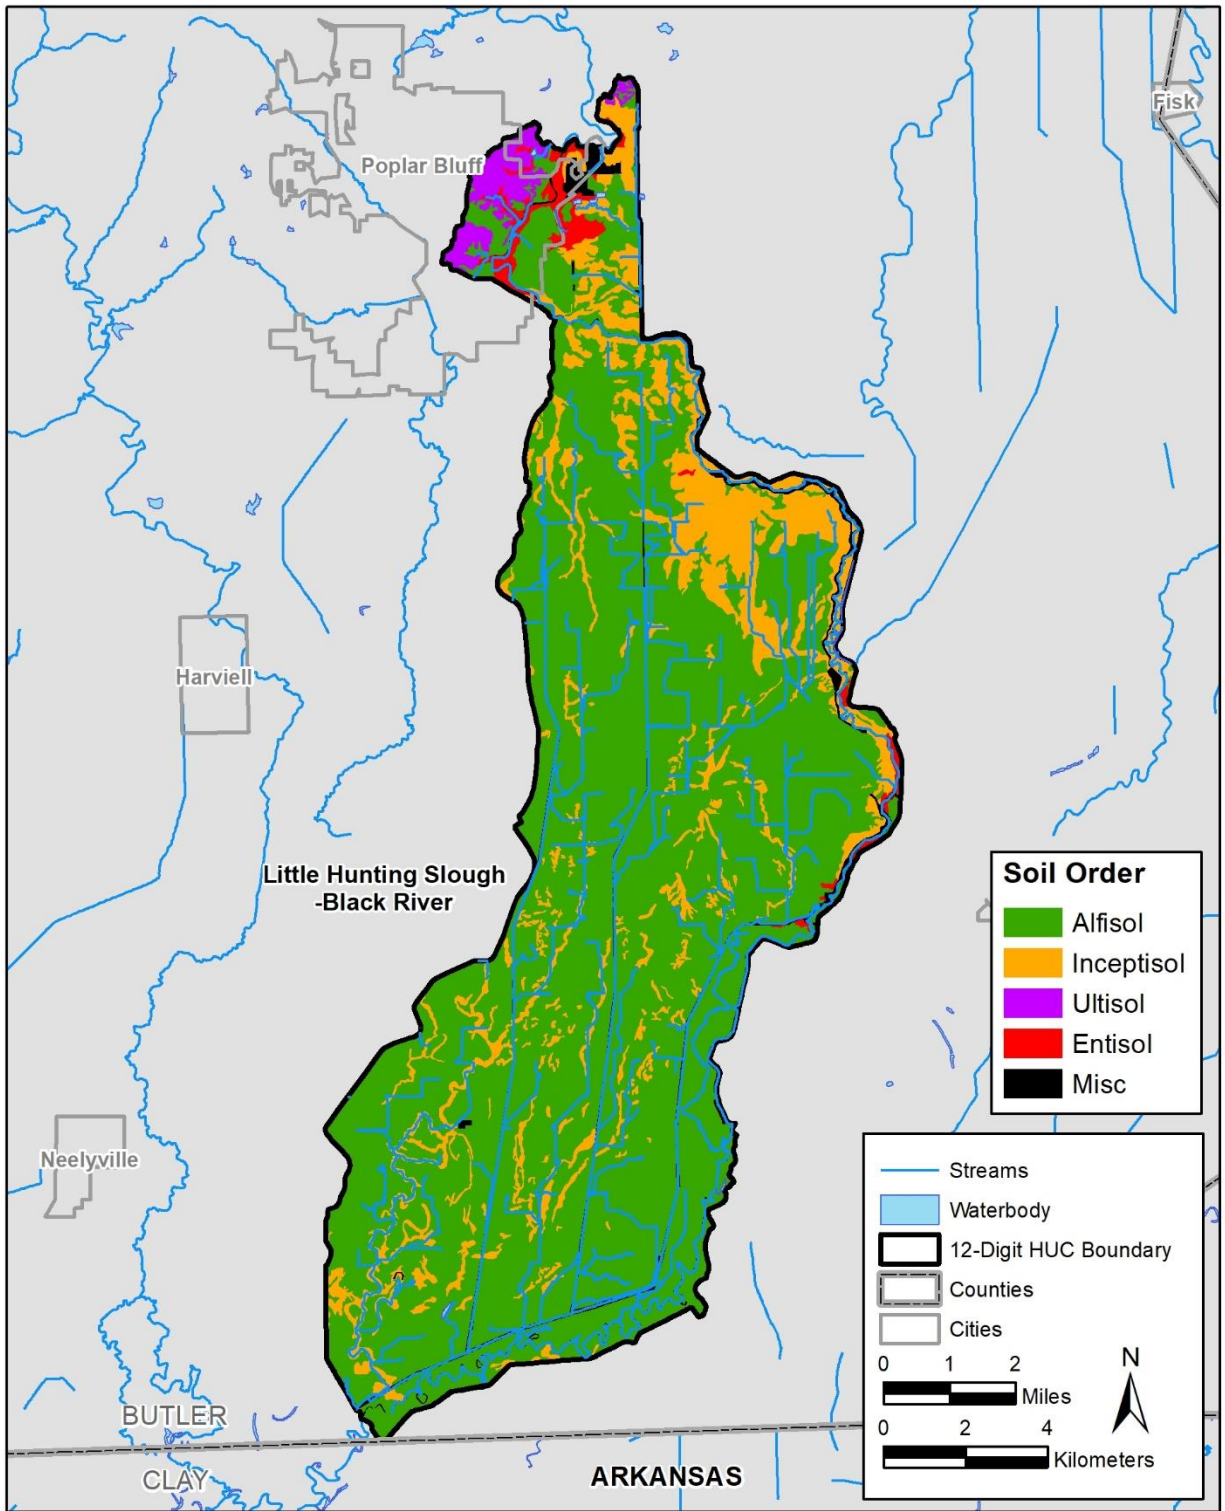 Fisk
Poplar Bluff
Harviell
Little Hunting Slough
-Black River
Neelyville
BUTLER
CLAY
ARKANSAS
Soil Order
Alfisol
Inceptisol
Ultisol
Entisol
Misc
Streams
Waterbody
12-Digit HUC Boundary
Counties
Cities
0 1 2
Miles
0 2 4
Kilometers
N